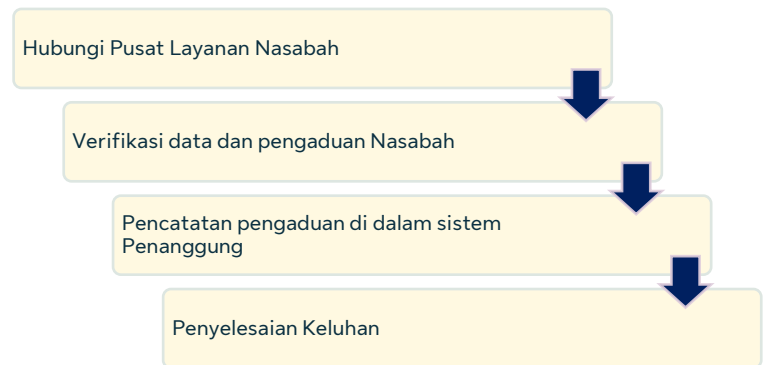 Hubungi Pusat Layanan Nasabah
Verifikasi data dan pengaduan Nasabah
Pencatatan pengaduan di dalam sistem
Penanggung
Penyelesaian Keluhan